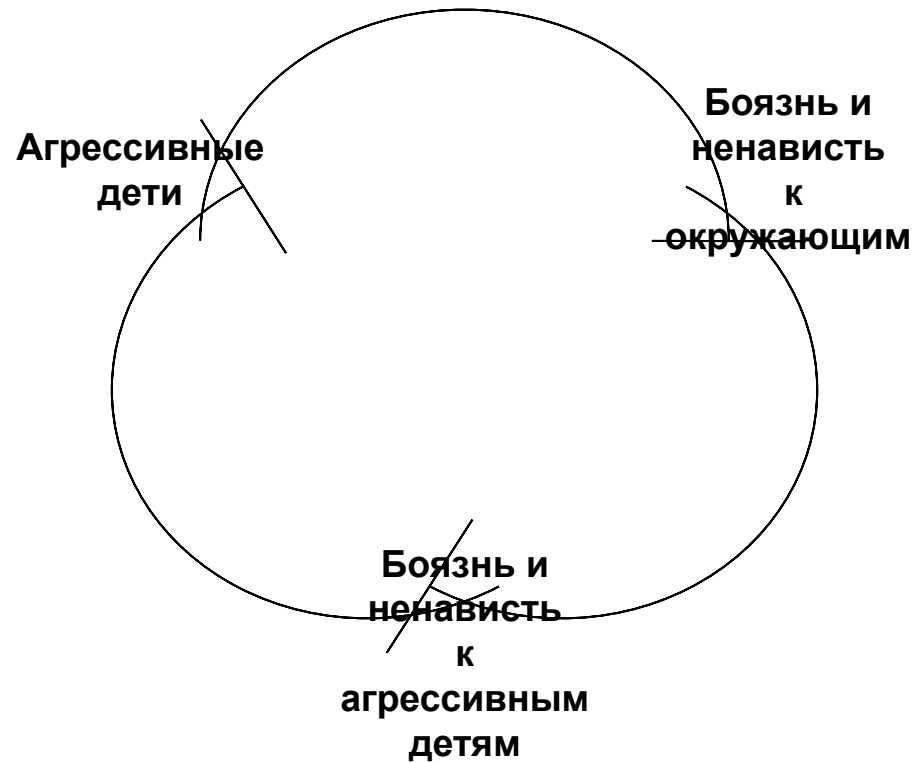 Агрессивные
дети
Боязнь и
ненависть
к
окружающим
Боязнь и
ненависть
к
агрессивным
детям